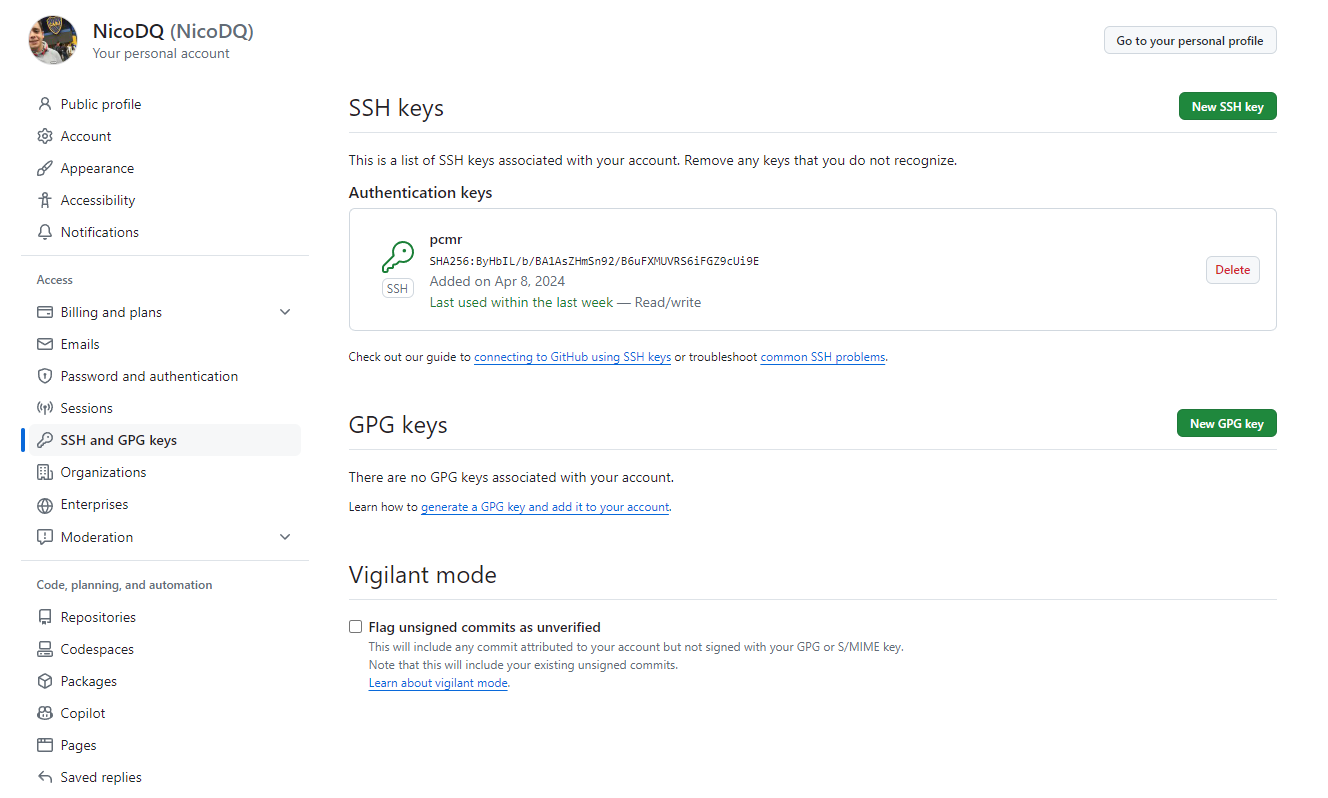 NicoDQ (NicoDQ)
Your personal account
Go to your personal profile
Public profile
Account
Appearance
Accessibility
Notifications
Access
Billing and plans
Emails
Password and authentication
Sessions
SSH and GPG keys
Organizations
Enterprises
Moderation
Code, planning, and automation
Repositories
Codespaces
Packages
Copilot
Pages
Saved replies
SSH keys
New SSH key
This is a list of SSH keys associated with your account. Remove any keys that you do not recognize.
Authentication keys
pcmr
SHA256:ByHbIL/b/BA1AsZHmSn92/B6uFXMUVRS6iFGZ9cUi9E
Added on Apr 8, 2024
Last used within the last week — Read/write
SSH
Delete
Check out our guide to connecting to GitHub using SSH keys or troubleshoot common SSH problems.
GPG keys
New GPG key
There are no GPG keys associated with your account.
Learn how to generate a GPG key and add it to your account.
Vigilant mode
Flag unsigned commits as unverified
This will include any commit attributed to your account but not signed with your GPG or S/MIME key.
Note that this will include your existing unsigned commits.
Learn about vigilant mode.